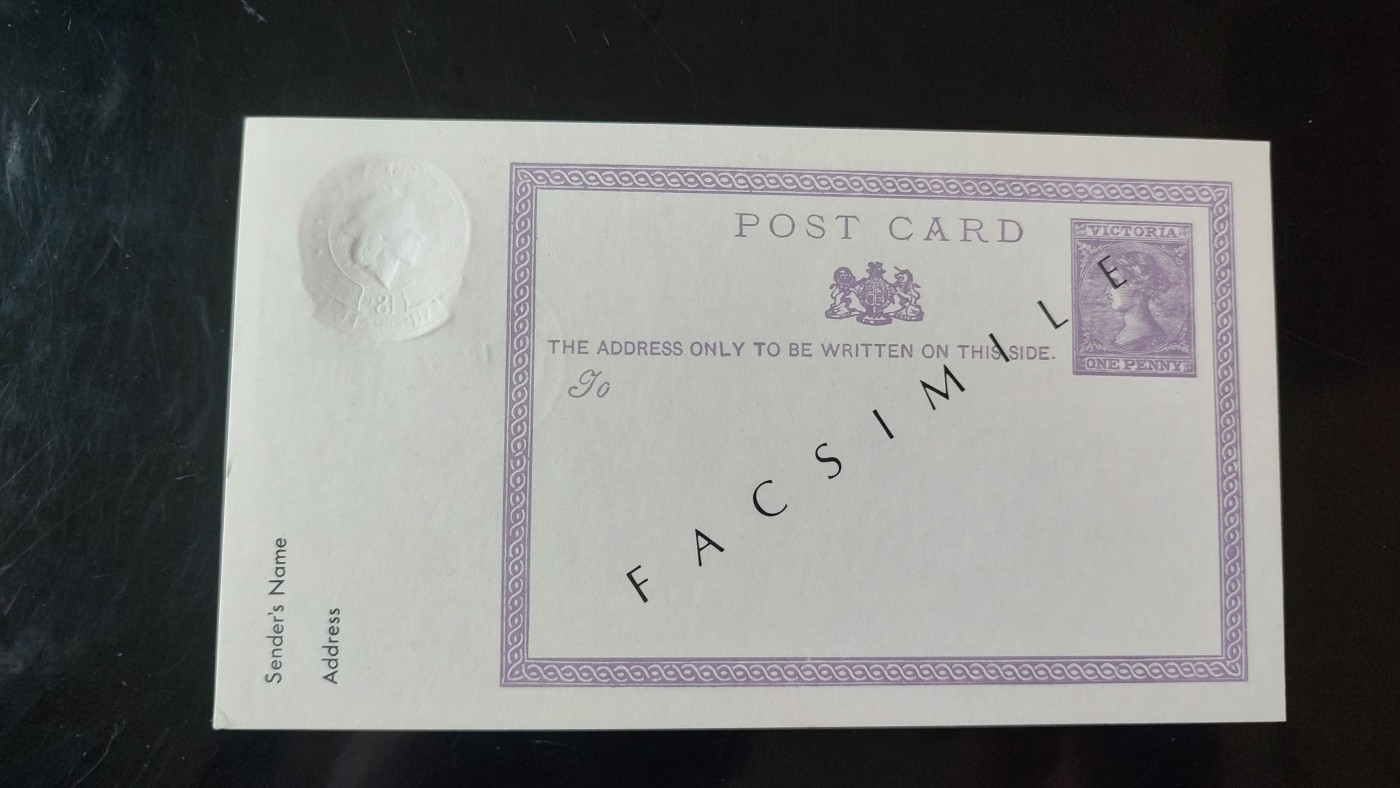 POST CARD
VICTORIA
ONE PENNY
THE ADDRESS ONLY TO BE WRITTEN ON THIS SIDE.
To
FACSIMILE
Sender's Name
Address